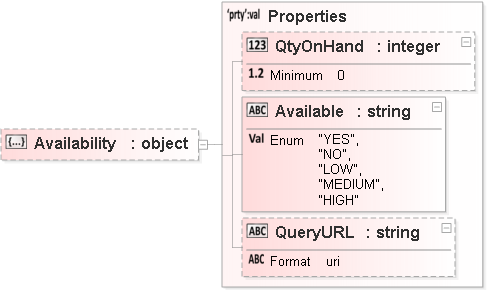 'prty':val Properties
123 QtyOnHand : integer
1.2 Minimum 0
ABC Available : string
Val Enum "YES",
"NO",
"LOW",
"MEDIUM",
"HIGH"
{...} Availability : object
ABC QueryURL : string
ABC Format uri